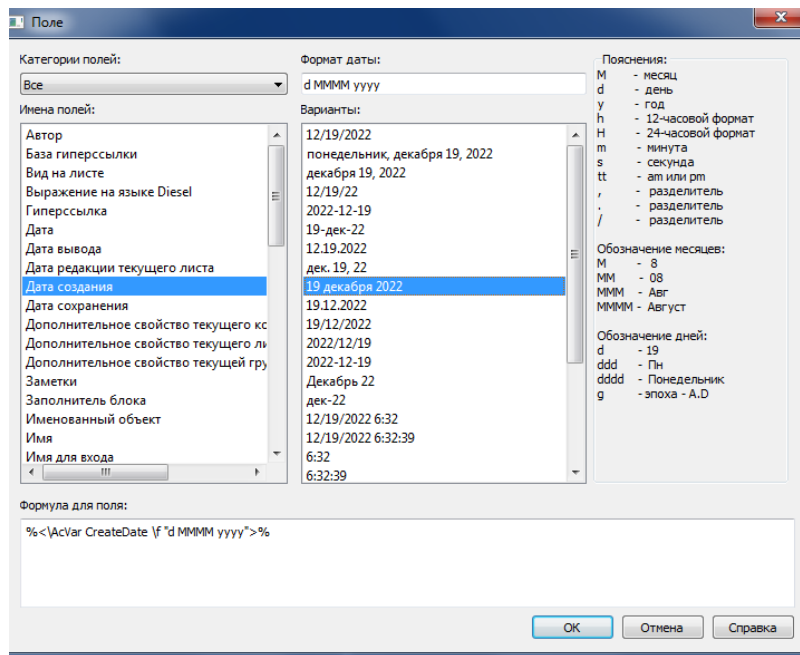 Поле
Категории полей:
Все
Имена полей:
Автор
База гиперссылки
Вид на листе
Выражение на языке Diesel
Гиперссылка
Дата
Дата вывода
Дата редакции текущего листа
Дата создания
Дата сохранения
Дополнительное свойство текущего кс
Дополнительное свойство текущего ли
Дополнительное свойство текущей гру
Заметки
Заполнитель блока
Именованный объект
Имя
Имя для входа
Формат даты:
d MMMM yyyy
Варианты:
12/19/2022
понедельник, декабря 19, 2022
декабря 19, 2022
12/19/22
2022-12-19
19-дек-22
12.19.2022
дек. 19, 22
19 декабря 2022
19.12.2022
19/12/2022
2022/12/19
2022-12-19
Декабрь 22
дек-22
12/19/2022 6:32
12/19/2022 6:32:39
6:32
6:32:39
Пояснения:
M - месяц
d - день
y - год
h - 12-часовой формат
H - 24-часовой формат
m - минута
s - секунда
tt - am или pm
, - разделитель
. - разделитель
/ - разделитель
Обозначение месяцев:
M - 8
MM - 08
MMM - Авг
MMMM - Август
Обозначение дней:
d - 19
ddd - Пн
dddd - Понедельник
g - эпоха - A.D
Формула для поля:
%<\AcVar CreateDate \f "d MMMM yyyy">%
OK
Отмена
Справка